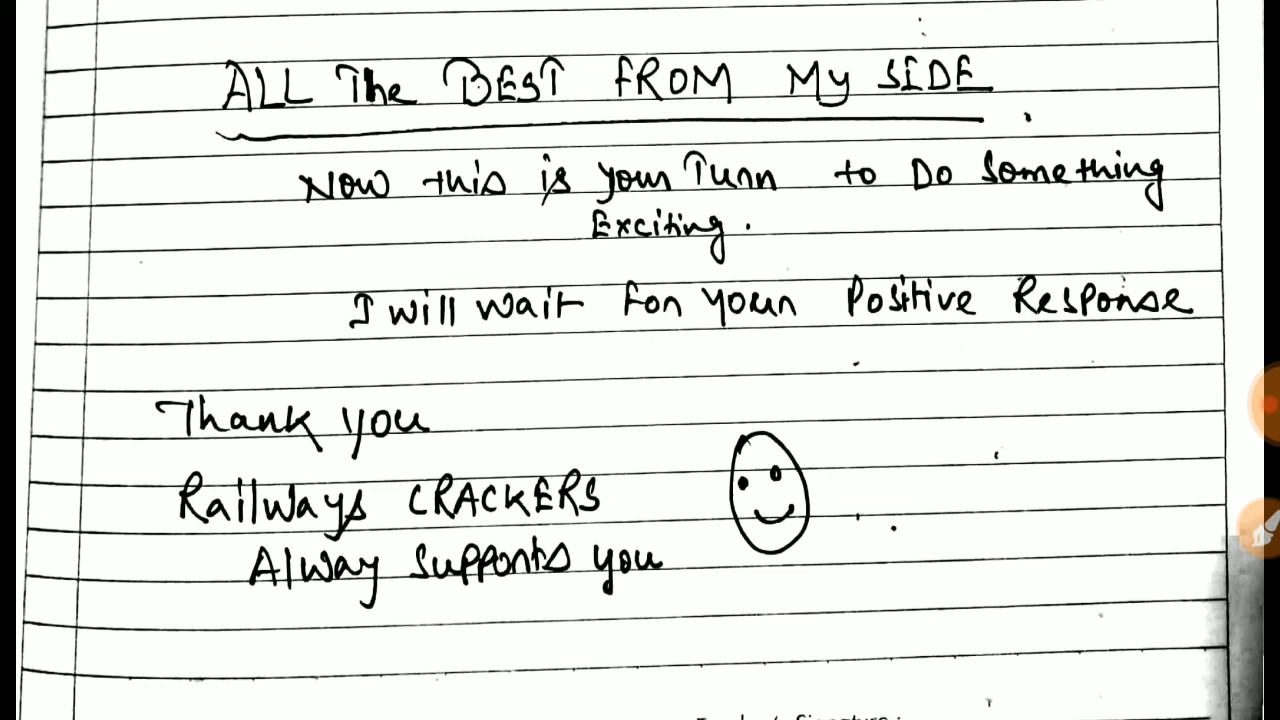 ALL The BEST FROM My SIDE
Now this is your Turn to Do Something
Exciting.
I will wait For your Positive Response
Thank you
Railways CRACKERS
Alway supports you